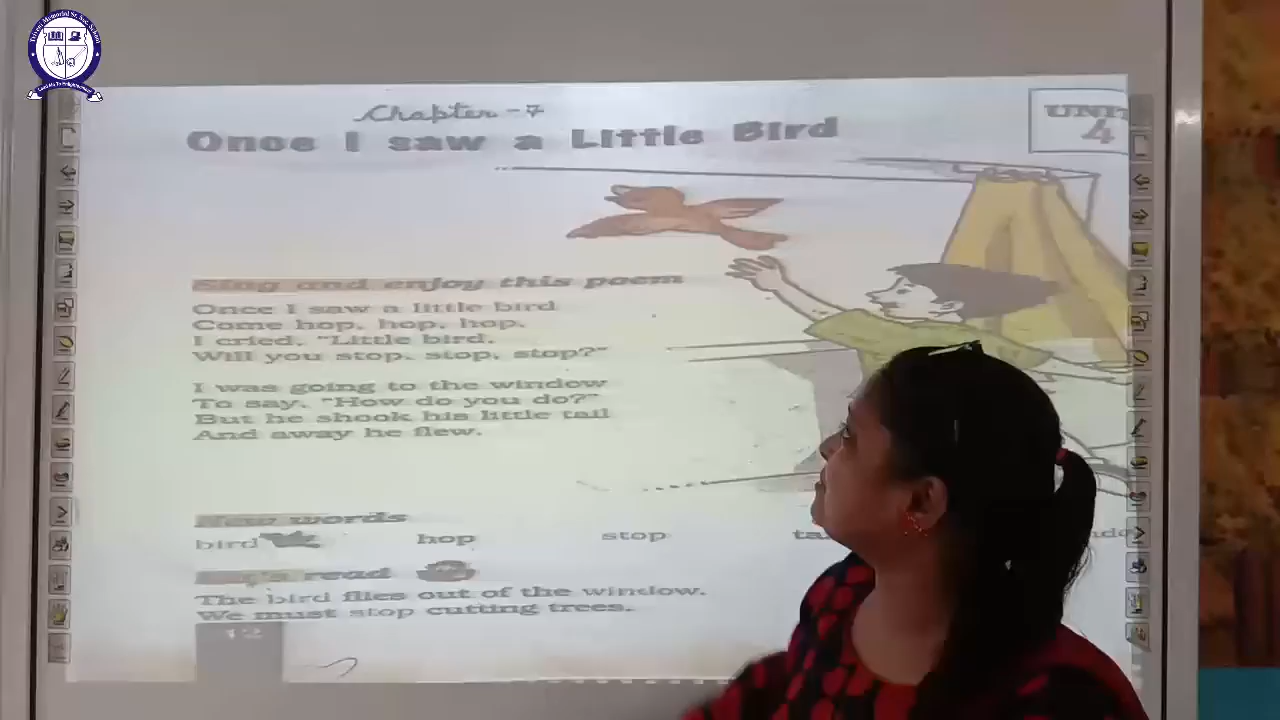 Chapter - 7
UNIT
4
Once I saw a Little Bird
Sing and enjoy this poem
Once I saw a little bird
Come hop, hop, hop.
I cried, "Little bird,
Will you stop, stop, stop?"
I was going to the window
To say, "How do you do?"
But he shook his little tail
And away he flew.
New words
bird hop stop
Let's read
The bird flies out of the window.
We must stop cutting trees.